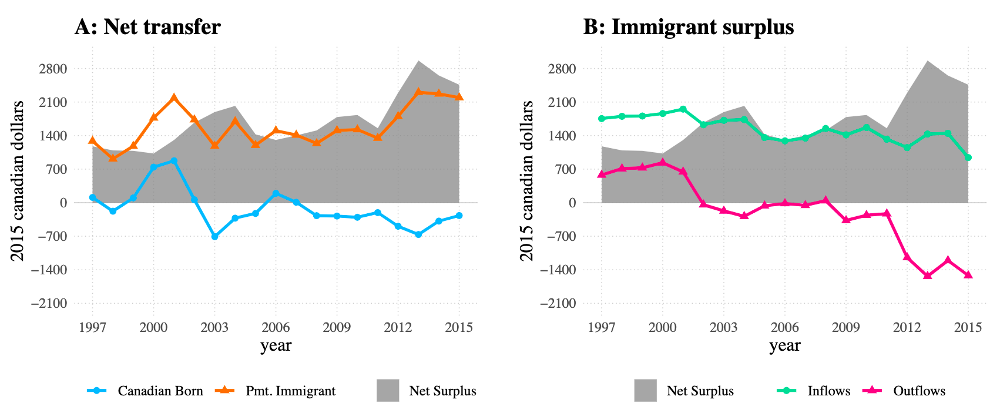 A: Net transfer
2015 canadian dollars
2800
2100
1400
700
0
−700
−1400
−2100
1997 2000 2003 2006 2009 2012 2015
year
Canadian Born Pmt. Immigrant Net Surplus
B: Immigrant surplus
2015 canadian dollars
2800
2100
1400
700
0
−700
−1400
−2100
1997 2000 2003 2006 2009 2012 2015
year
Net Surplus Inflows Outflows